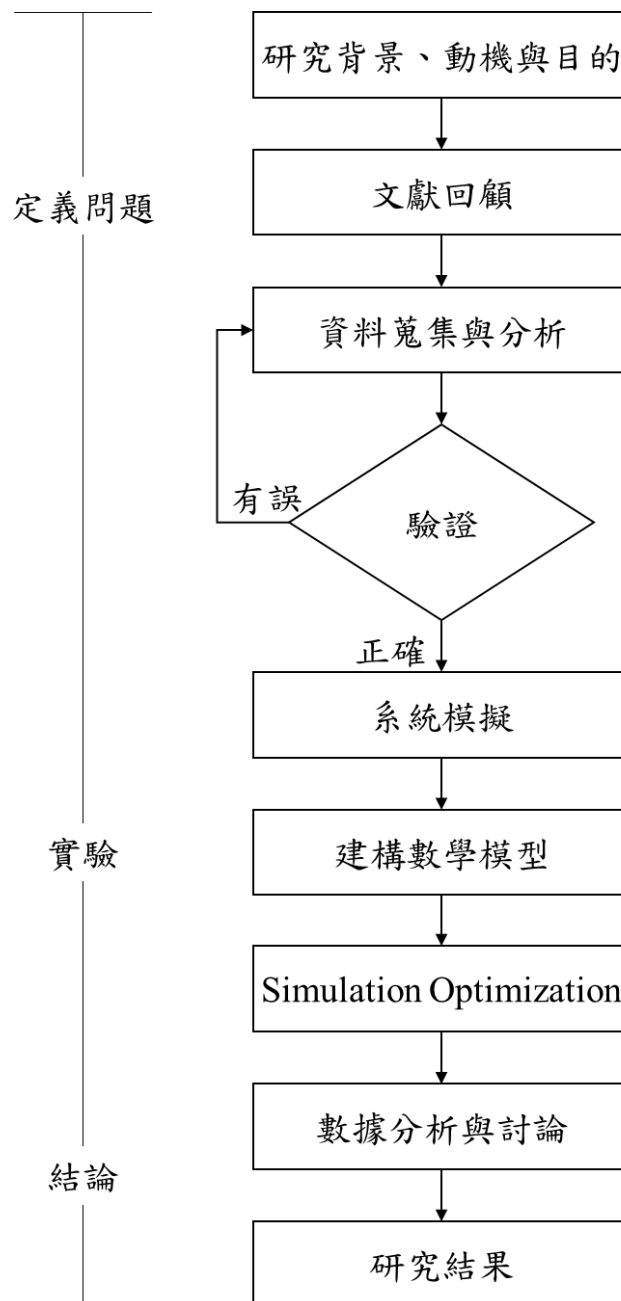 研究背景、動機與目的
定義問題
文獻回顧
資料蒐集與分析
有誤
驗證
正確
系統模擬
實驗
建構數學模型
Simulation Optimization
數據分析與討論
結論
研究結果